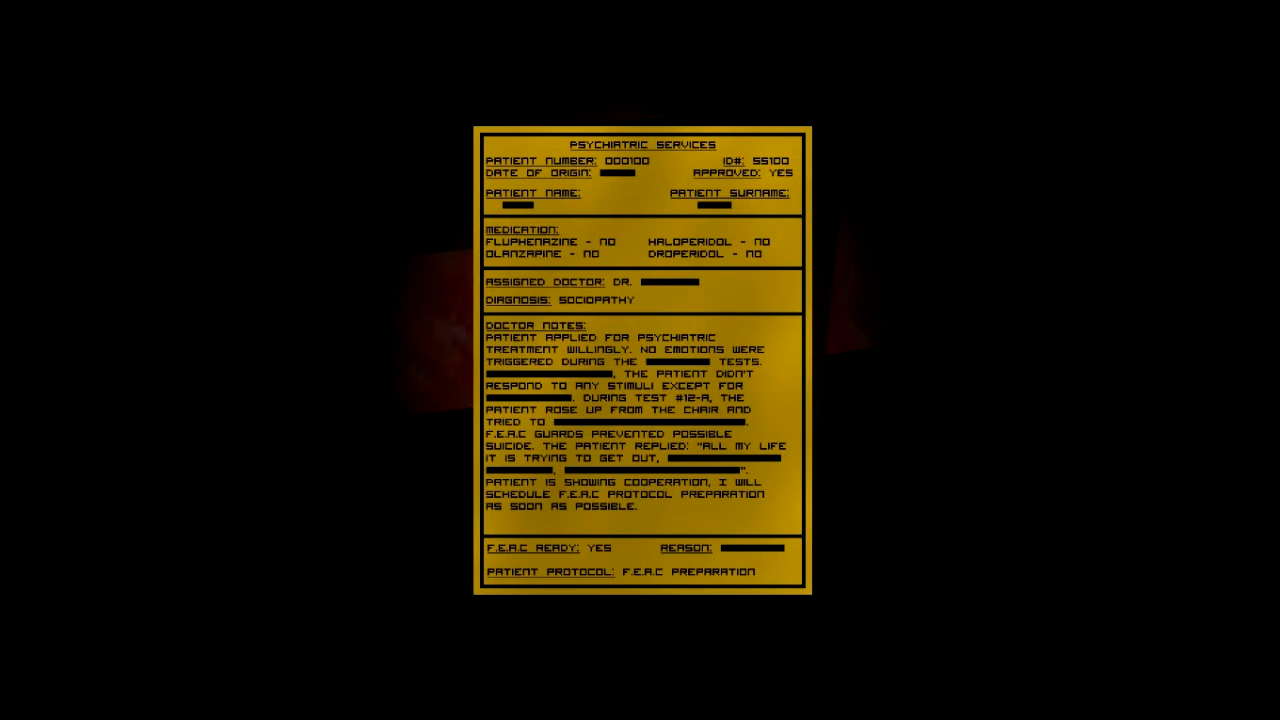 PSYCHIATRIC SERVICES
PATIENT NUMBER: 000100 ID#: 55100
DATE OF ORIGIN: APPROVED: YES
PATIENT NAME: PATIENT SURNAME:
MEDICATION:
FLUPHENAZINE - NO HALOPERIDOL - NO
OLANZAPINE - NO DROPERIDOL - NO
ASSIGNED DOCTOR: DR.
DIAGNOSIS: SOCIOPATHY
DOCTOR NOTES:
PATIENT APPLIED FOR PSYCHIATRIC
TREATMENT WILLINGLY. NO EMOTIONS WERE
TRIGGERED DURING THE TESTS.
, THE PATIENT DIDN'T
RESPOND TO ANY STIMULI EXCEPT FOR
. DURING TEST #12-A, THE
PATIENT ROSE UP FROM THE CHAIR AND
TRIED TO .
F.E.A.C GUARDS PREVENTED POSSIBLE
SUICIDE. THE PATIENT REPLIED: "ALL MY LIFE
IT IS TRYING TO GET OUT,
, ".
PATIENT IS SHOWING COOPERATION, I WILL
SCHEDULE F.E.A.C PROTOCOL PREPARATION
AS SOON AS POSSIBLE.
F.E.A.C READY: YES REASON:
PATIENT PROTOCOL: F.E.A.C PREPARATION